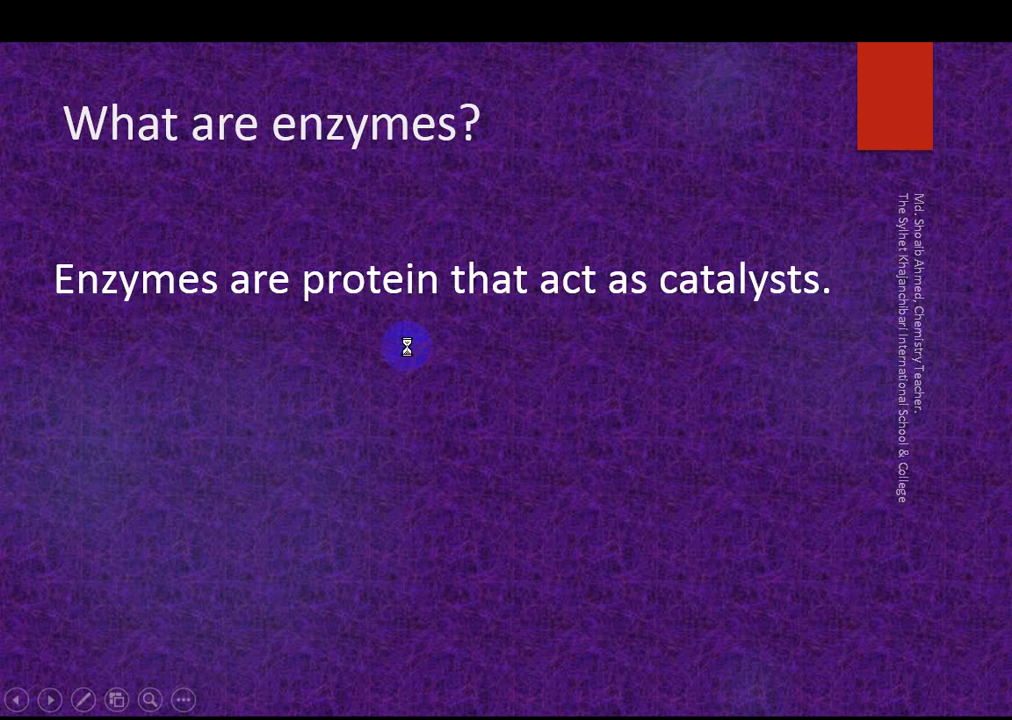 What are enzymes?
Enzymes are protein that act as catalysts.
Md. Shoaib Ahmed, Chemistry Teacher.
The Sylhet Khajanchibari International School & College